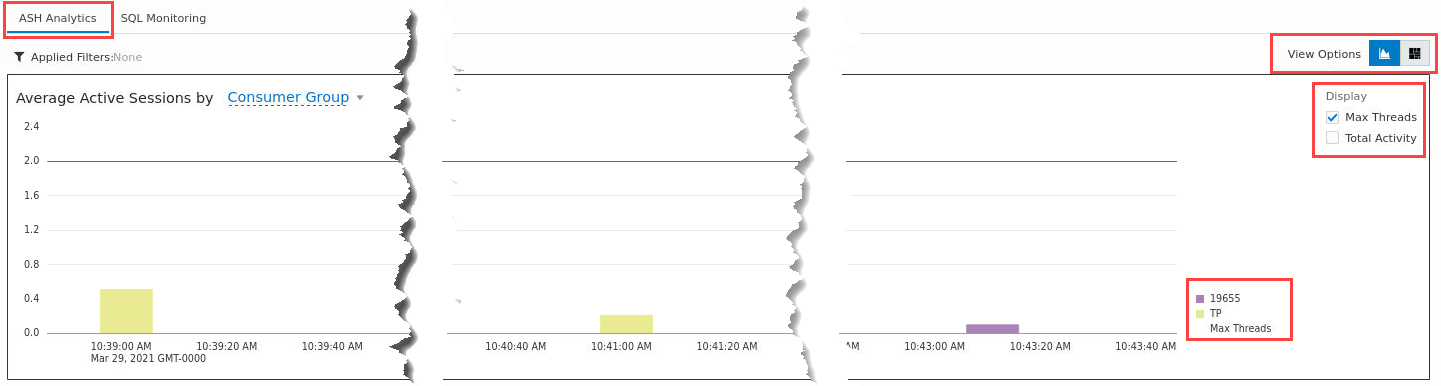 ASH Analytics SQL Monitoring
Applied Filters:None
View Options
Average Active Sessions by Consumer Group
Display
Max Threads
Total Activity
2.4
2.0
1.6
1.2
0.8
0.4
0.0
19655
TP
Max Threads
10:39:00 AM 10:39:20 AM 10:39:40 AM 10:40:40 AM 10:41:00 AM 10:41:20 AM AM 10:43:00 AM 10:43:20 AM 10:43:40 AM
Mar 29, 2021 GMT-0000